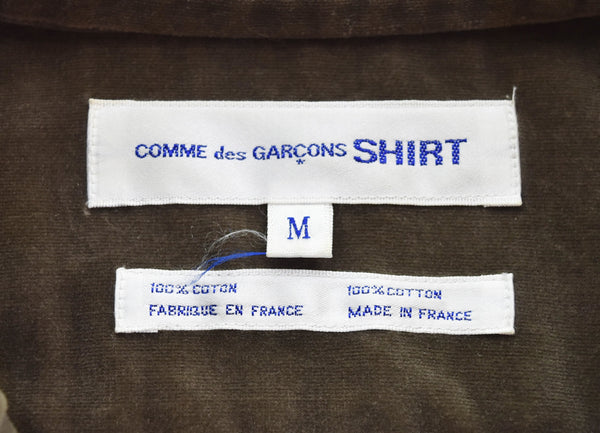 COMME des GARÇONS SHIRT
M
100% COTON
FABRIQUE EN FRANCE
100% COTTON
MADE IN FRANCE